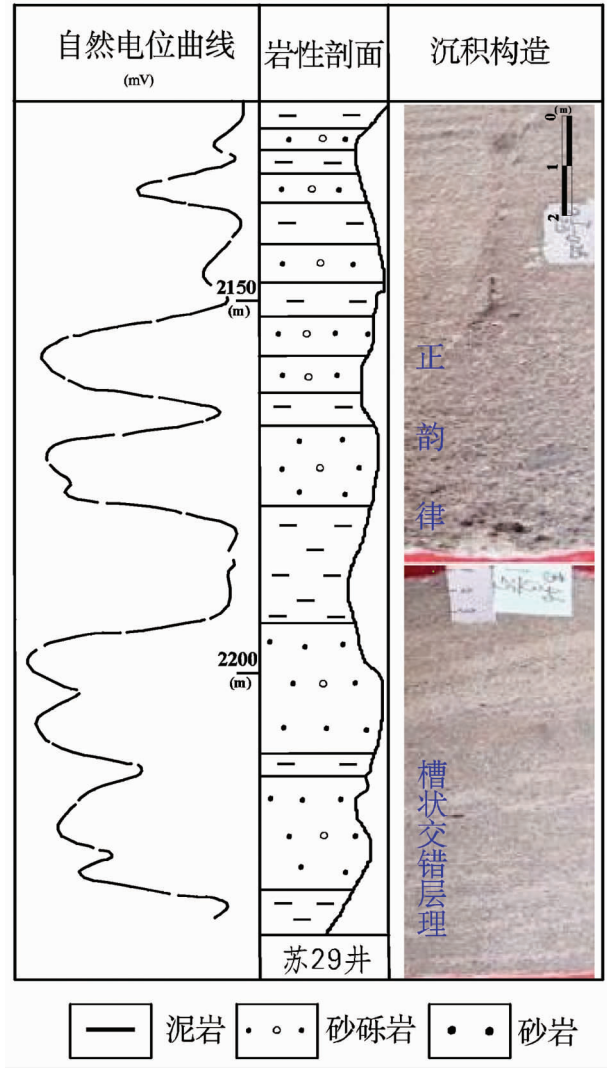 自然电位曲线
(mV)
岩性剖面
沉积构造
0(m)
1
2
2150
(m)
正韵律
2200
(m)
槽状交错层理
苏29井
泥岩
砂砾岩
砂岩